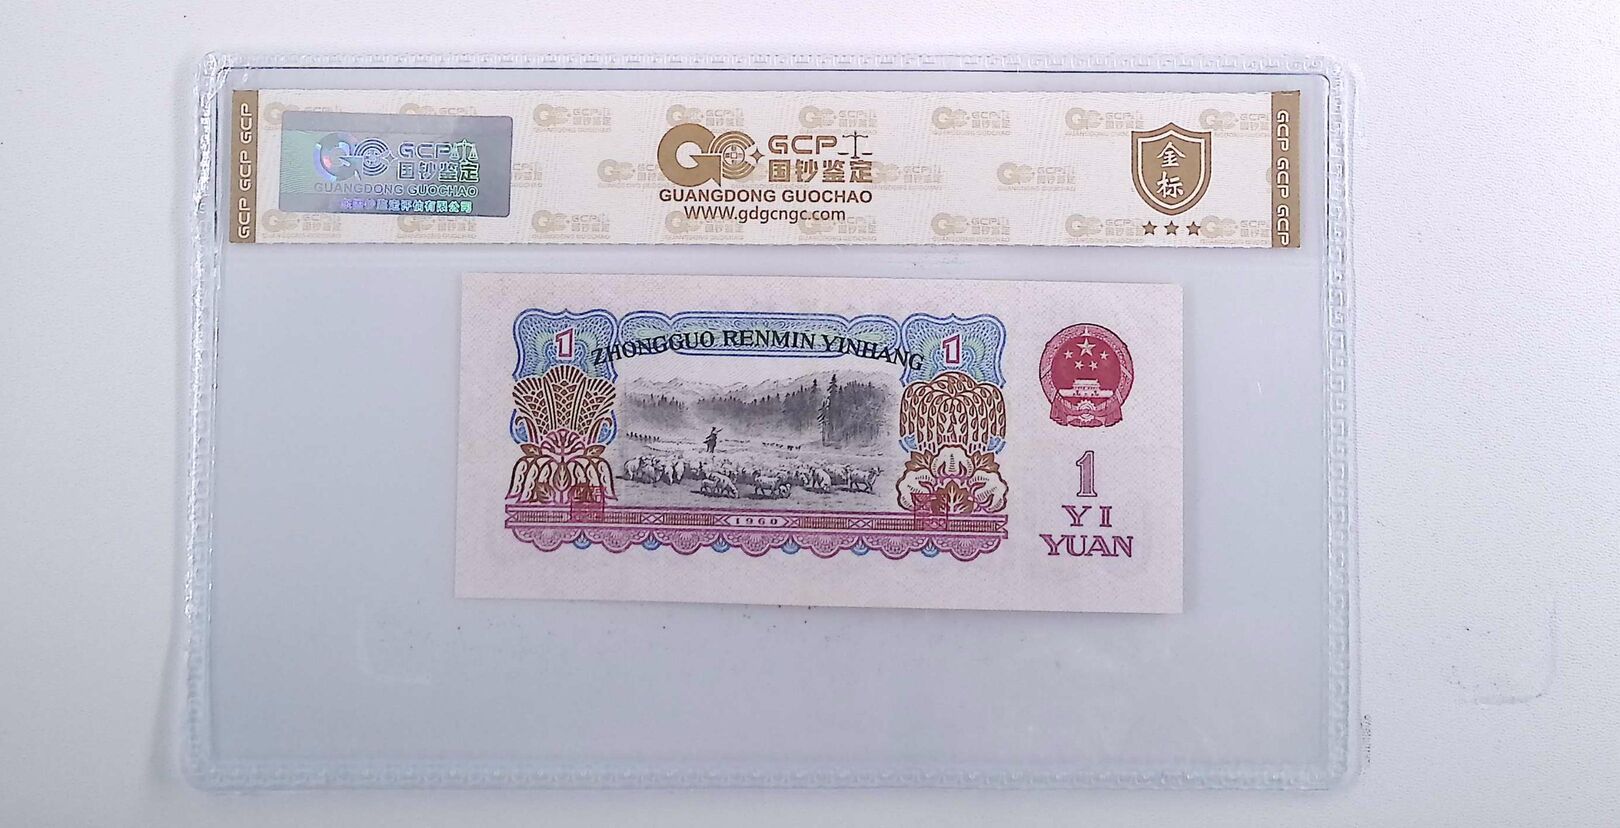 GCP GCP GCP
GCP
国钞鉴定
GUANGDONG GUOCHAO
GCP
国钞鉴定
GUANGDONG GUOCHAO
WWW.gdgcngc.com
金
标
GCP GCP GCP
1
ZHONGGUO RENMIN YINHANG
1
1960
1
YI
YUAN